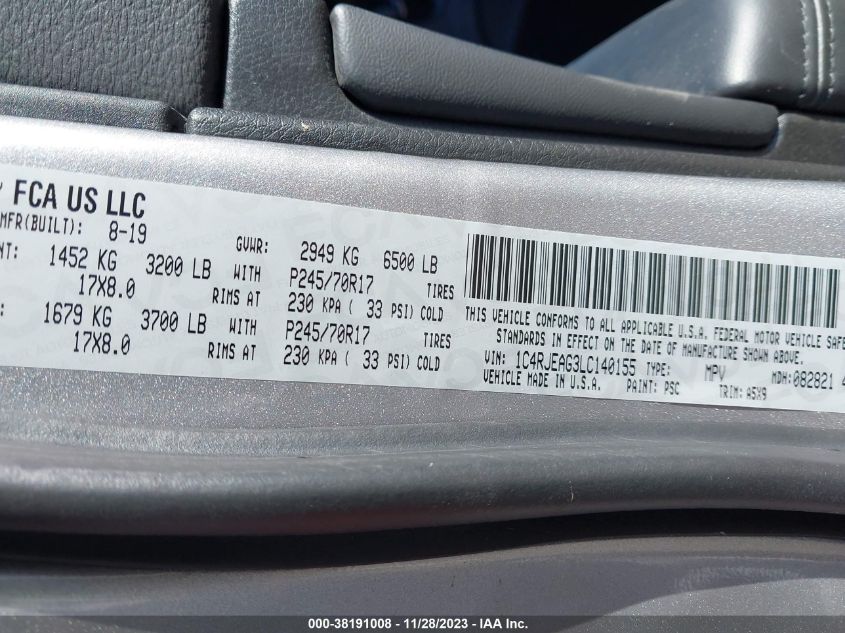 FCA US LLC
MFR(BUILT): 8-19
GVWR: 2949 KG 6500 LB
1452 KG 3200 LB WITH P245/70R17 TIRES
17X8.0 RIMS AT 230 KPA ( 33 PSI) COLD
1679 KG 3700 LB WITH P245/70R17 TIRES
17X8.0 RIMS AT 230 KPA ( 33 PSI) COLD
THIS VEHICLE CONFORMS TO ALL APPLICABLE U.S.A. FEDERAL MOTOR VEHICLE SAFE
STANDARDS IN EFFECT ON THE DATE OF MANUFACTURE SHOWN ABOVE.
VIN: 1C4RJEAG3LC140155 TYPE: MPV MDH:082821 4
VEHICLE MADE IN U.S.A. PAINT: PSC TRIM: A5X9
000-38191008 - 11/28/2023 - IAA Inc.